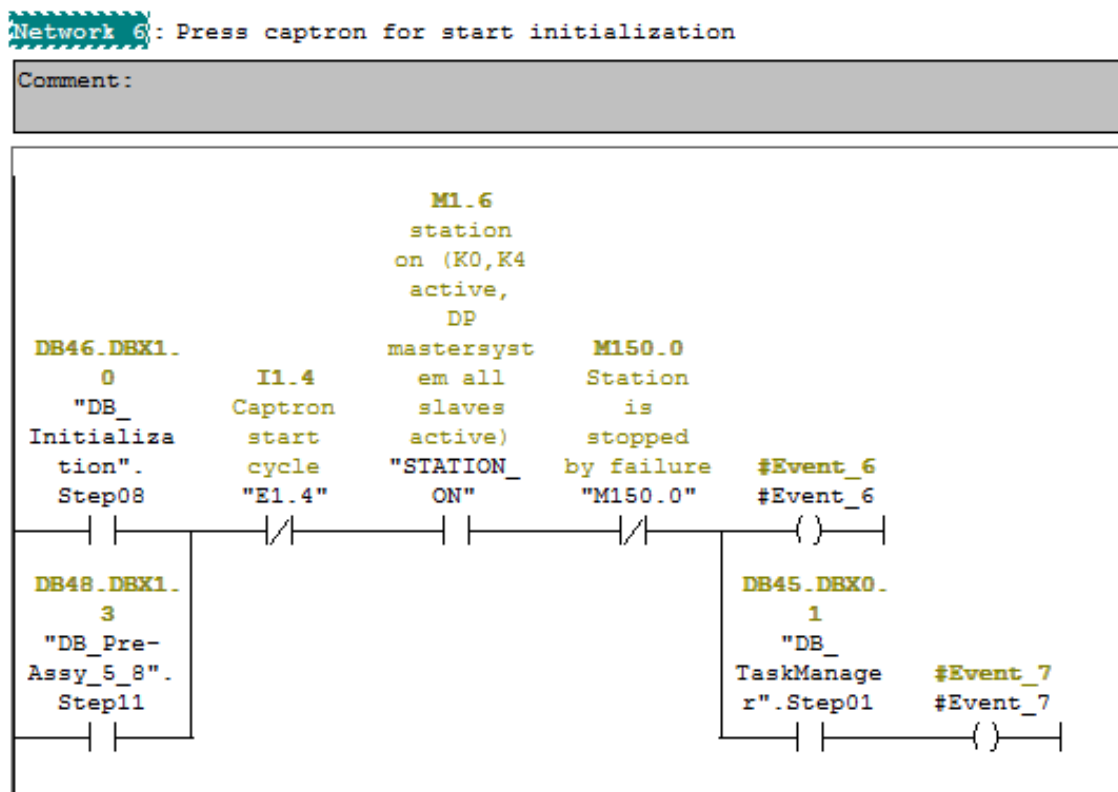 Network 6: Press captron for start initialization
Comment:
M1.6
station
on (K0,K4
active,
DP
mastersyst
em all
slaves
active)
"STATION_
ON"
DB46.DBX1.
0
"DB_
Initializa
tion".
Step08
I1.4
Captron
start
cycle
"E1.4"
M150.0
Station
is
stopped
by failure
"M150.0"
#Event_6
#Event_6
DB48.DBX1.
3
"DB_Pre-
Assy_5_8".
Step11
DB45.DBX0.
1
"DB_
TaskManage
r".Step01
#Event_7
#Event_7